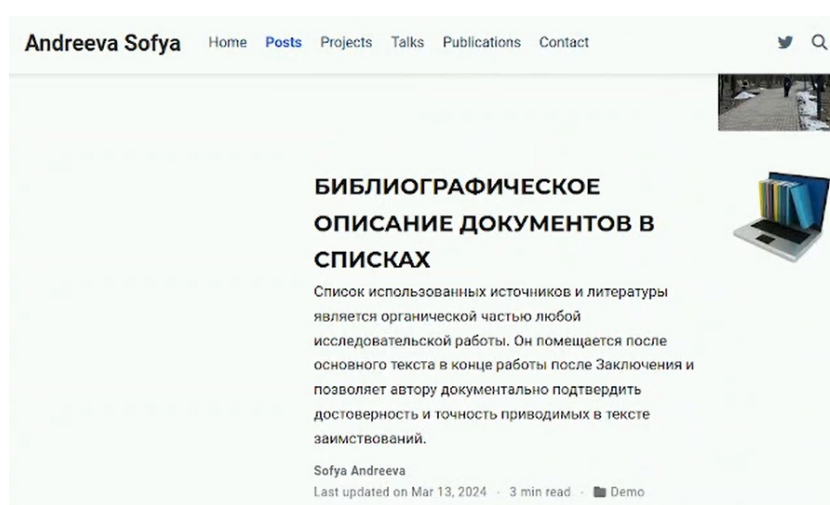 Andreeva Sofya Home Posts Projects Talks Publications Contact
БИБЛИОГРАФИЧЕСКОЕ
ОПИСАНИЕ ДОКУМЕНТОВ В
СПИСКАХ
Список использованных источников и литературы
является органической частью любой
исследовательской работы. Он помещается после
основного текста в конце работы после Заключения и
позволяет автору документально подтвердить
достоверность и точность приводимых в тексте
заимствований.
Sofya Andreeva
Last updated on Mar 13, 2024 · 3 min read · Demo